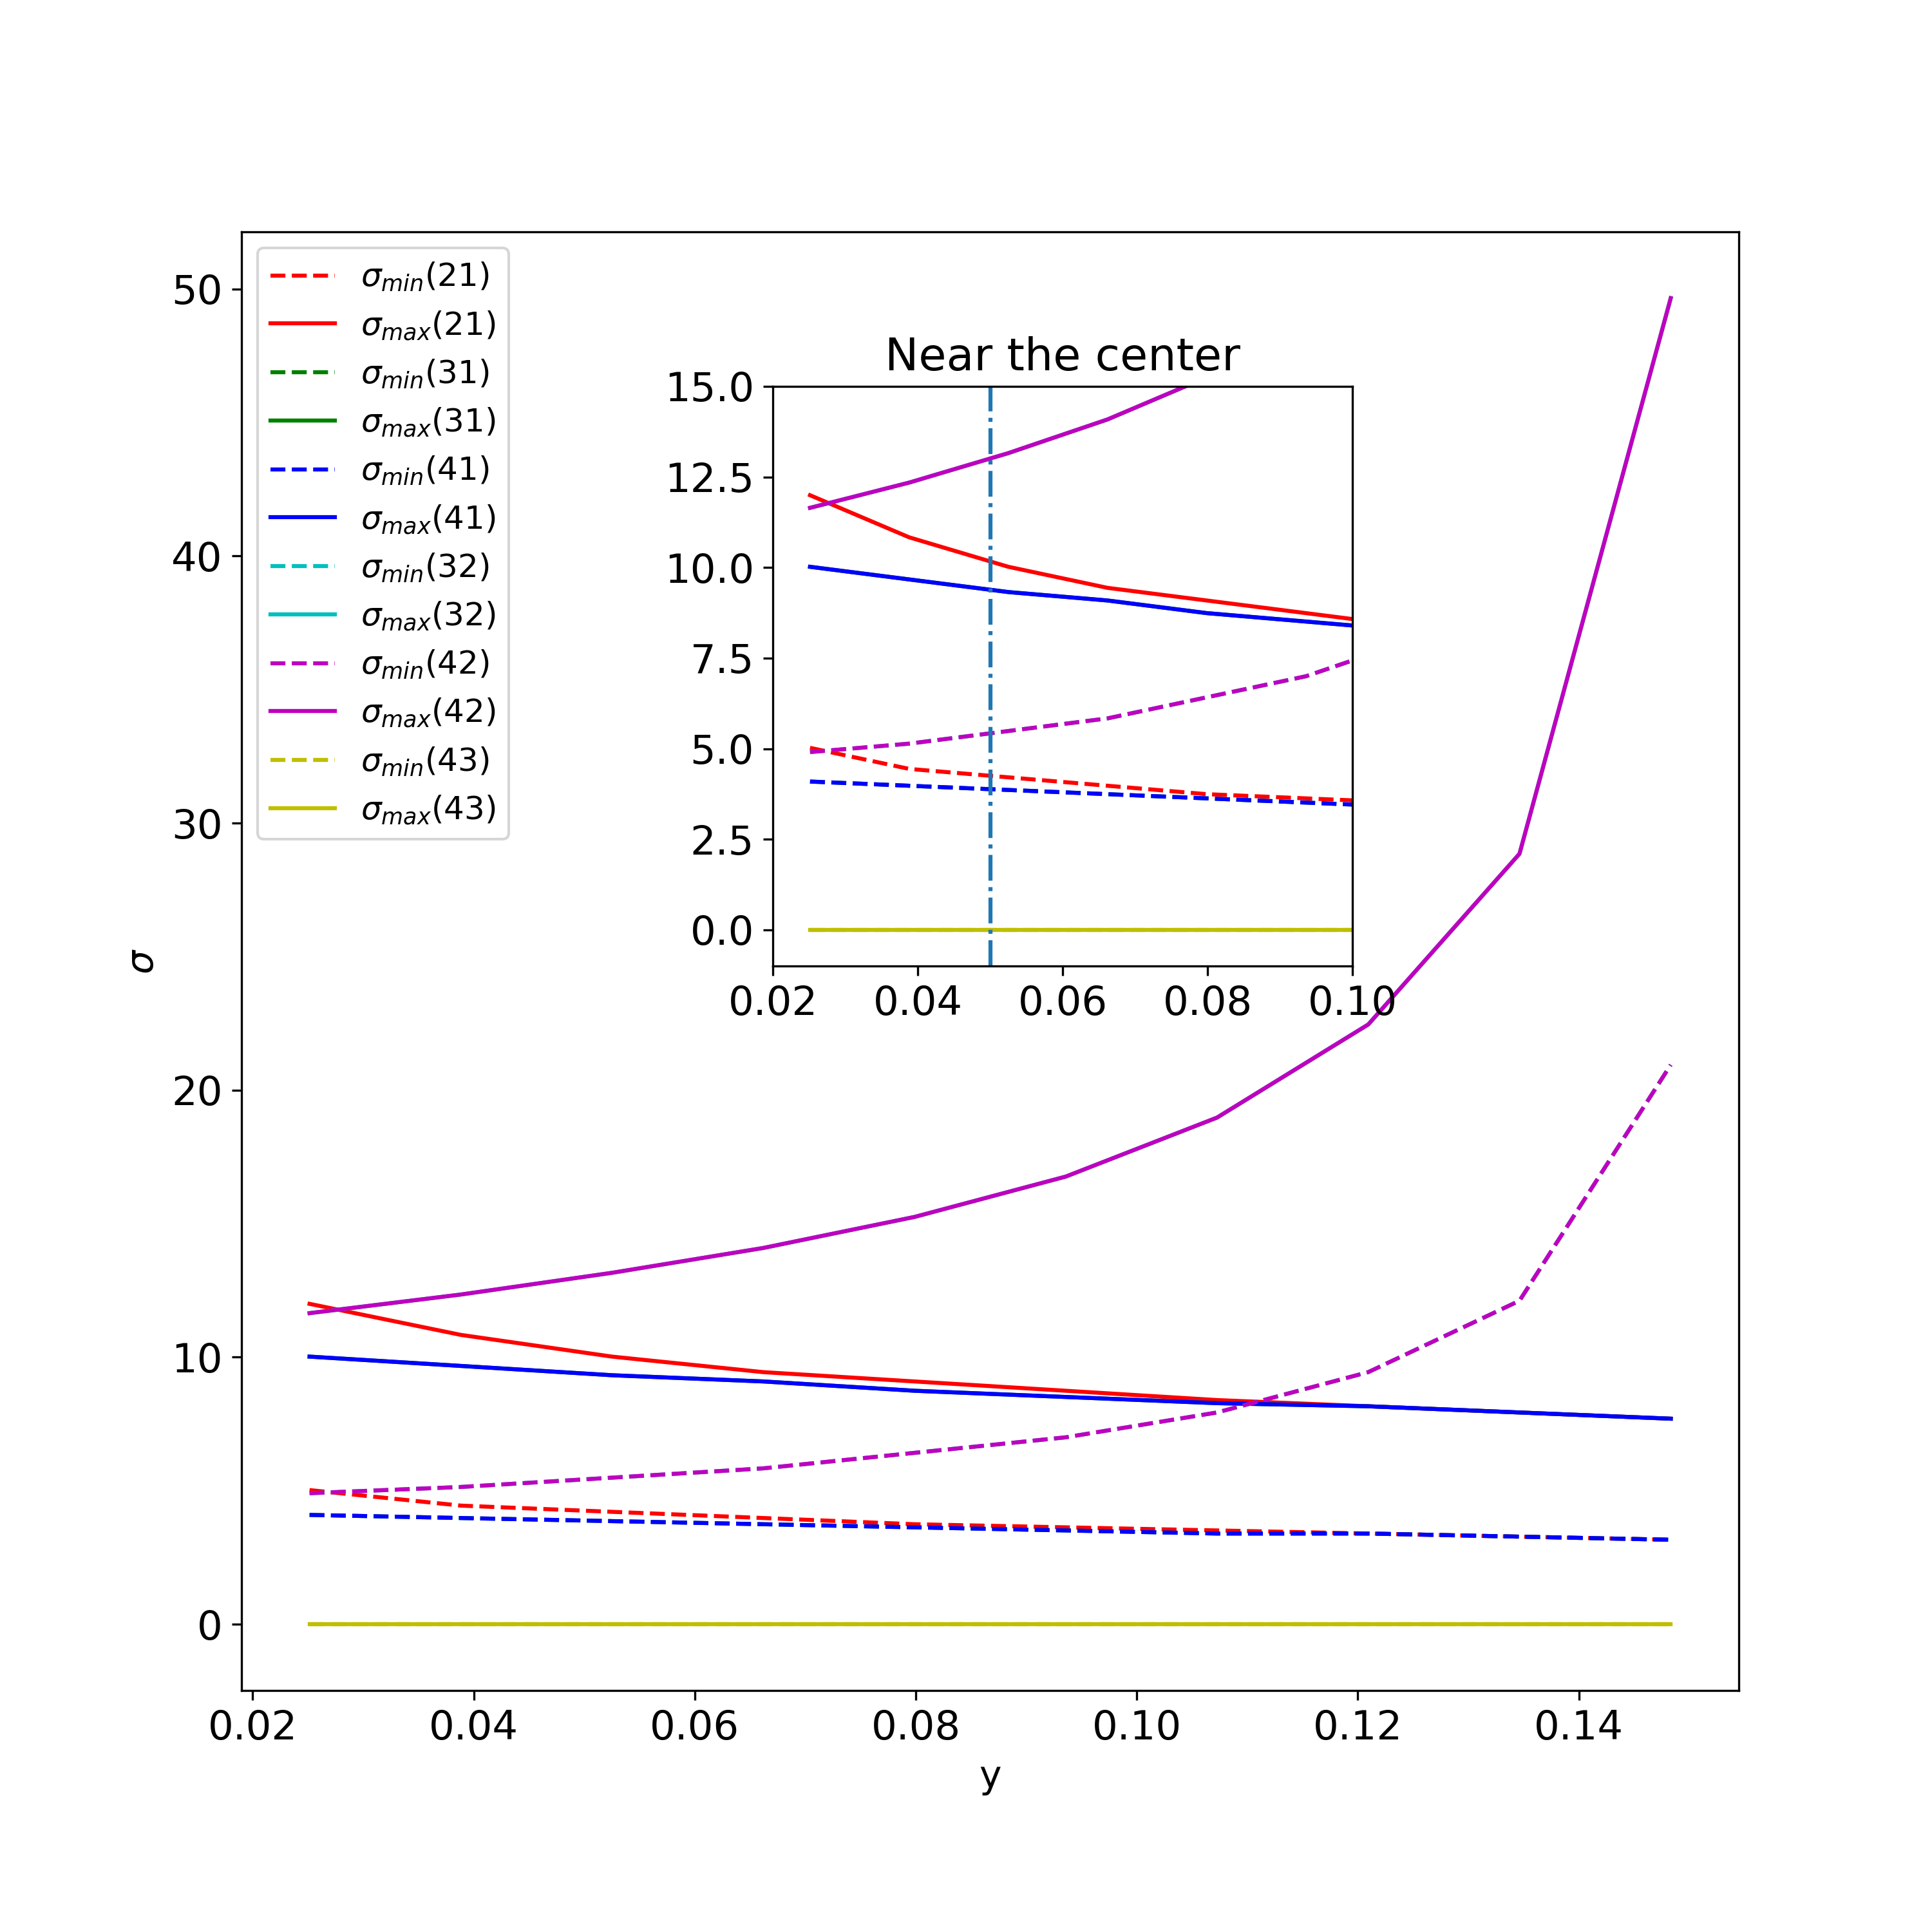 σmin(21)
σmax(21)
σmin(31)
σmax(31)
σmin(41)
σmax(41)
σmin(32)
σmax(32)
σmin(42)
σmax(42)
σmin(43)
σmax(43)
Near the center
15.0
12.5
10.0
7.5
5.0
2.5
0.0
0.02 0.04 0.06 0.08 0.10
50
40
30
20
10
0
σ
0.02 0.04 0.06 0.08 0.10 0.12 0.14
y